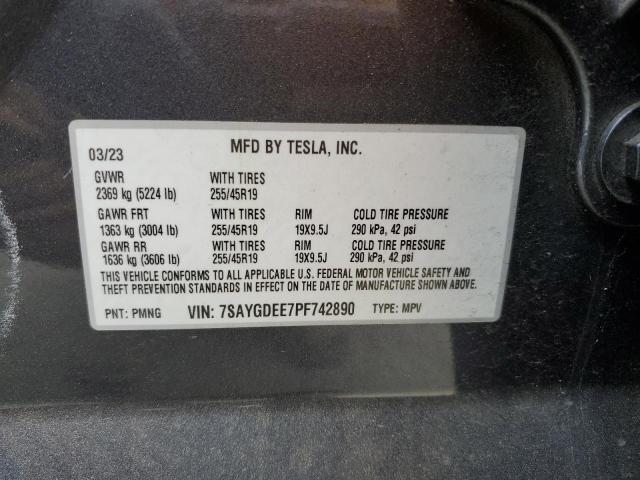 03/23 MFD BY TESLA, INC.
GVWR WITH TIRES
2369 kg (5224 lb) 255/45R19
GAWR FRT WITH TIRES RIM COLD TIRE PRESSURE
1363 kg (3004 lb) 255/45R19 19X9.5J 290 kPa, 42 psi
GAWR RR WITH TIRES RIM COLD TIRE PRESSURE
1636 kg (3606 lb) 255/45R19 19X9.5J 290 kPa, 42 psi
THIS VEHICLE CONFORMS TO ALL APPLICABLE U.S. FEDERAL MOTOR VEHICLE SAFETY AND
THEFT PREVENTION STANDARDS IN EFFECT ON THE DATE OF MANUFACTURE SHOWN ABOVE.
PNT: PMNG VIN: 7SAYGDEE7PF742890 TYPE: MPV